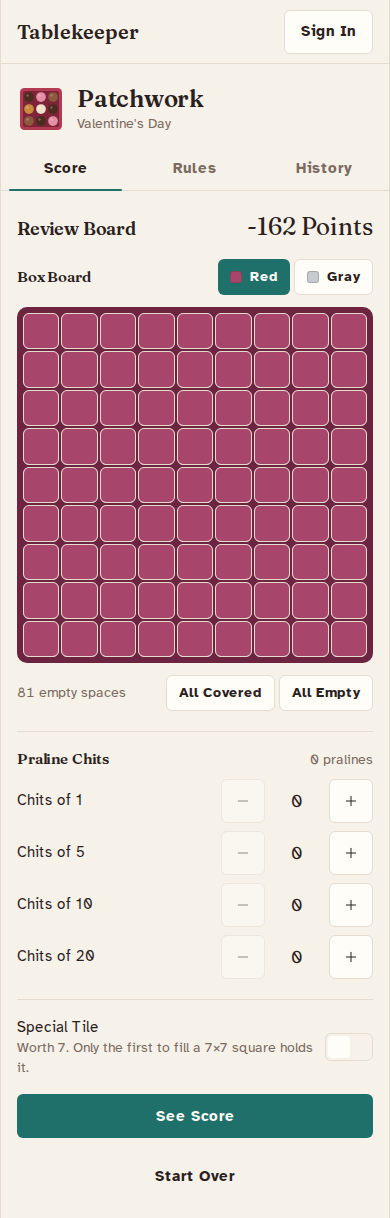 Tablekeeper
Sign In
Patchwork
Valentine's Day
Score
Rules
History
Review Board
-162 Points
Box Board
Red
Gray
81 empty spaces
All Covered
All Empty
Praline Chits
0 pralines
Chits of 1
0
Chits of 5
0
Chits of 10
0
Chits of 20
0
Special Tile
Worth 7. Only the first to fill a 7×7 square holds
it.
See Score
Start Over